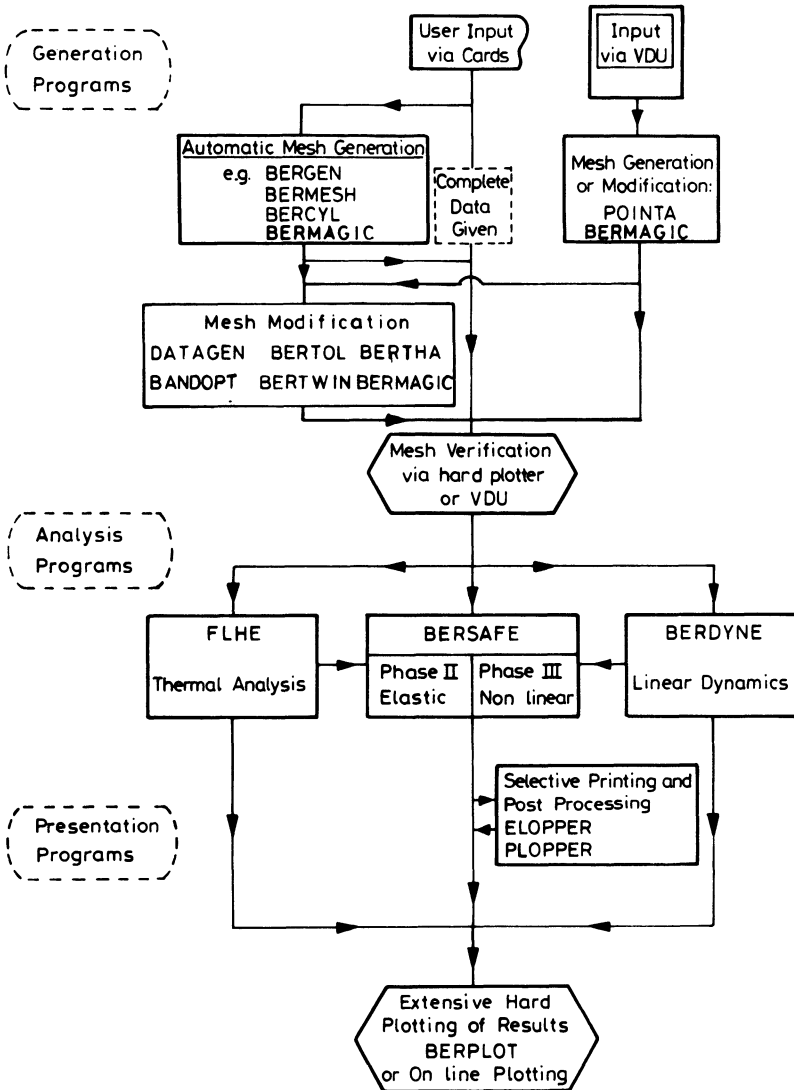 Generation
Programs
User Input
via Cards
Input
via VDU
Automatic Mesh Generation
e.g. BERGEN
BERMESH
BERCYL
BERMAGIC
Complete
Data
Given
Mesh Generation
or Modification:
POINTA
BERMAGIC
Mesh Modification
DATAGEN BERTOL BERTHA
BANDOPT BERTWIN BERMAGIC
Mesh Verification
via hard plotter
or VDU
Analysis
Programs
FLHE
Thermal Analysis
BERSAFE
Phase II
Elastic
Phase III
Non linear
BERDYNE
Linear Dynamics
Selective Printing and
Post Processing
ELOPPER
PLOPPER
Presentation
Programs
Extensive Hard
Plotting of Results
BERPLOT
or On line Plotting